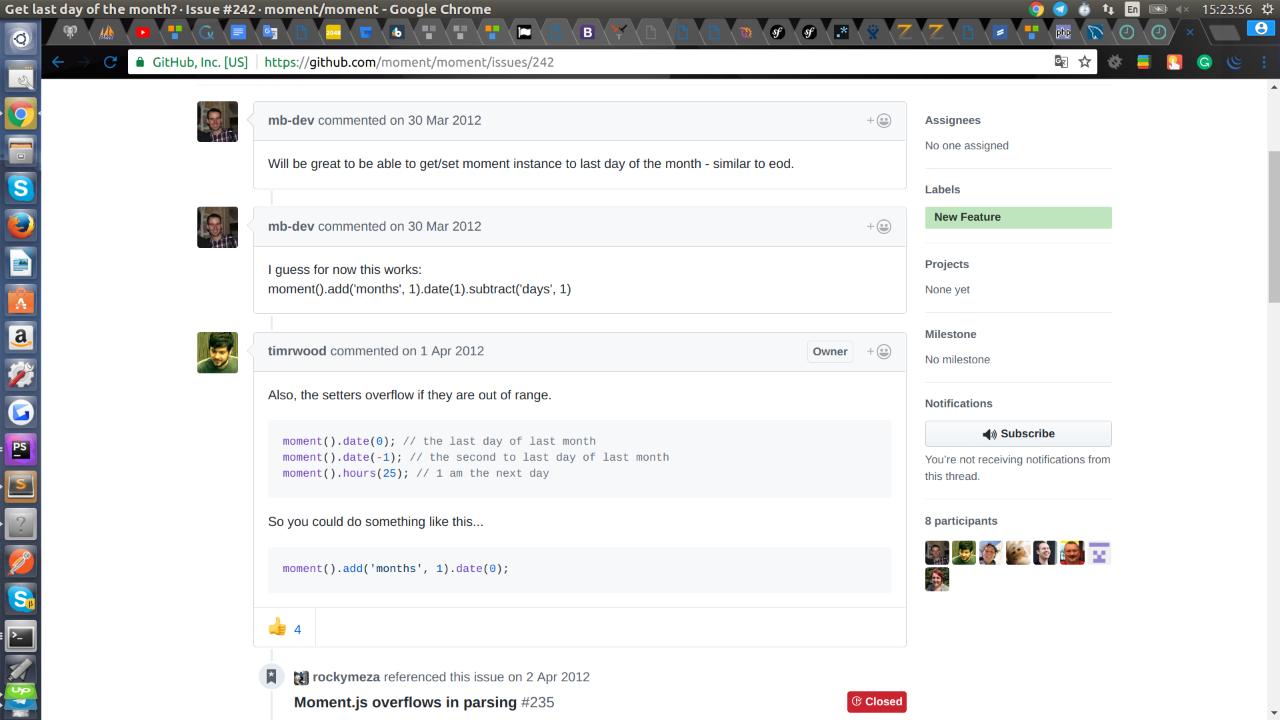 Get last day of the month? · Issue #242 · moment/moment - Google Chrome
En
15:23:56
GitHub, Inc. [US]
https://github.com/moment/moment/issues/242
mb-dev commented on 30 Mar 2012
Will be great to be able to get/set moment instance to last day of the month - similar to eod.
mb-dev commented on 30 Mar 2012
I guess for now this works:
moment().add('months', 1).date(1).subtract('days', 1)
timrwood commented on 1 Apr 2012
Owner
Also, the setters overflow if they are out of range.
moment().date(0); // the last day of last month
moment().date(-1); // the second to last day of last month
moment().hours(25); // 1 am the next day
So you could do something like this...
moment().add('months', 1).date(0);
4
rockymeza referenced this issue on 2 Apr 2012
Moment.js overflows in parsing #235
Closed
Assignees
No one assigned
Labels
New Feature
Projects
None yet
Milestone
No milestone
Notifications
Subscribe
You're not receiving notifications from
this thread.
8 participants
PS
Up